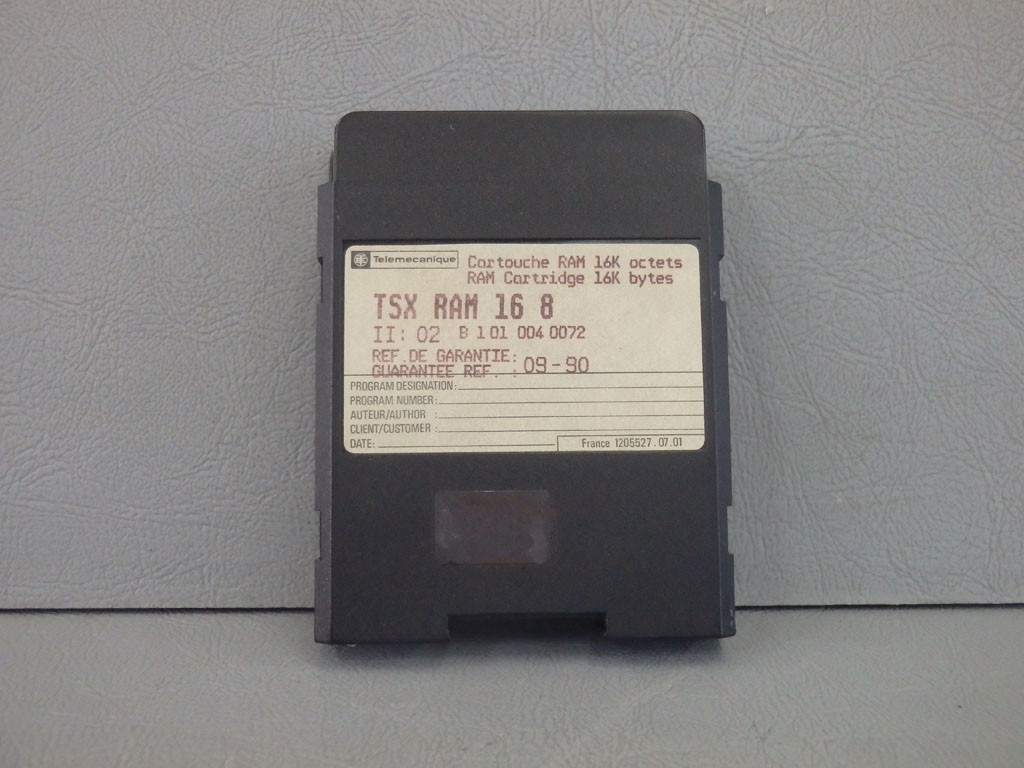 Telemecanique Cartouche RAM 16K octets
RAM Cartridge 16K bytes
TSX RAM 16 8
II: 02 B 1 01 004 0072
REF.DE GARANTIE:
GUARANTEE REF. : 09-90
PROGRAM DESIGNATION:
PROGRAM NUMBER:
AUTEUR/AUTHOR :
CLIENT/CUSTOMER :
DATE:
France 1205527.07.01